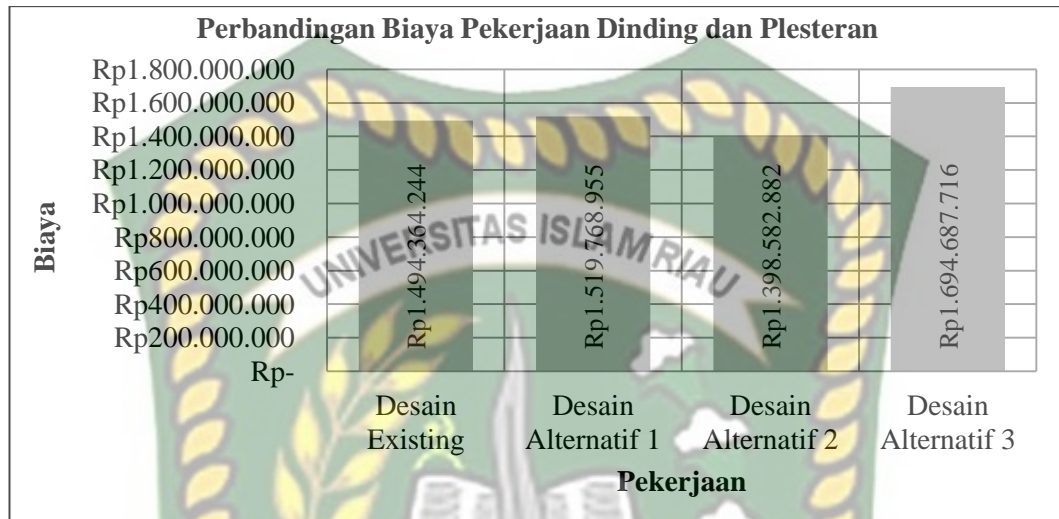 Perbandingan Biaya Pekerjaan Dinding dan Plesteran
Rp1.800.000.000
Rp1.600.000.000
Rp1.400.000.000
Rp1.200.000.000
Rp1.000.000.000
Rp800.000.000
Rp600.000.000
Rp400.000.000
Rp200.000.000
Rp-
Biaya
UNIVERSITAS ISLAM RIAU
Rp1.494.364.244
Rp1.519.768.955
Rp1.398.582.882
Rp1.694.687.716
Desain
Existing
Desain
Alternatif 1
Desain
Alternatif 2
Desain
Alternatif 3
Pekerjaan